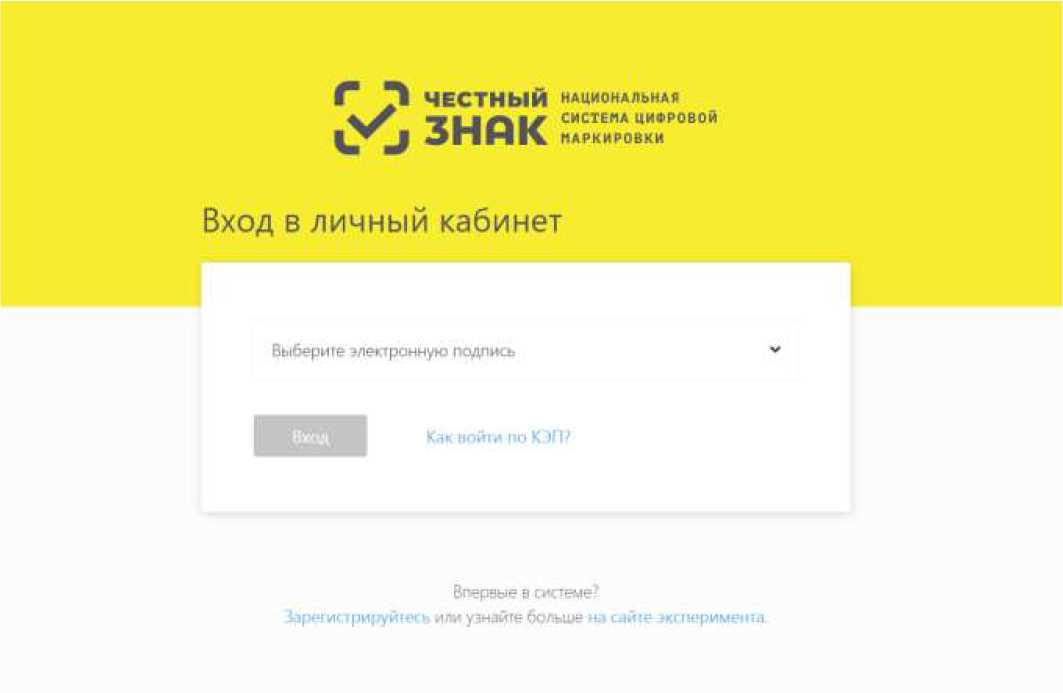 ЧЕСТНЫЙ
ЗНАК
НАЦИОНАЛЬНАЯ
СИСТЕМА ЦИФРОВОЙ
МАРКИРОВКИ
Вход в личный кабинет
Выберите электронную подпись
Вход
Как войти по КЭП?
Впервые в системе?
Зарегистрируйтесь или узнайте больше на сайте эксперимента.